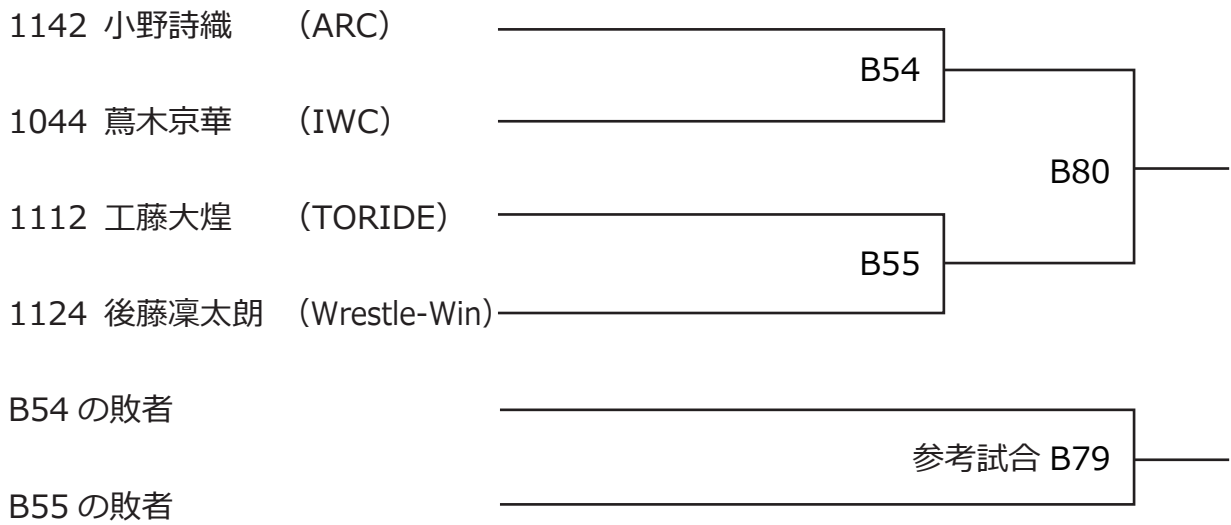 1142 小野詩織 （ARC）
B54
1044 蔦木京華 （IWC）
B80
1112 工藤大煌 （TORIDE）
B55
1124 後藤凜太朗 （Wrestle-Win）
B54 の敗者
参考試合 B79
B55 の敗者